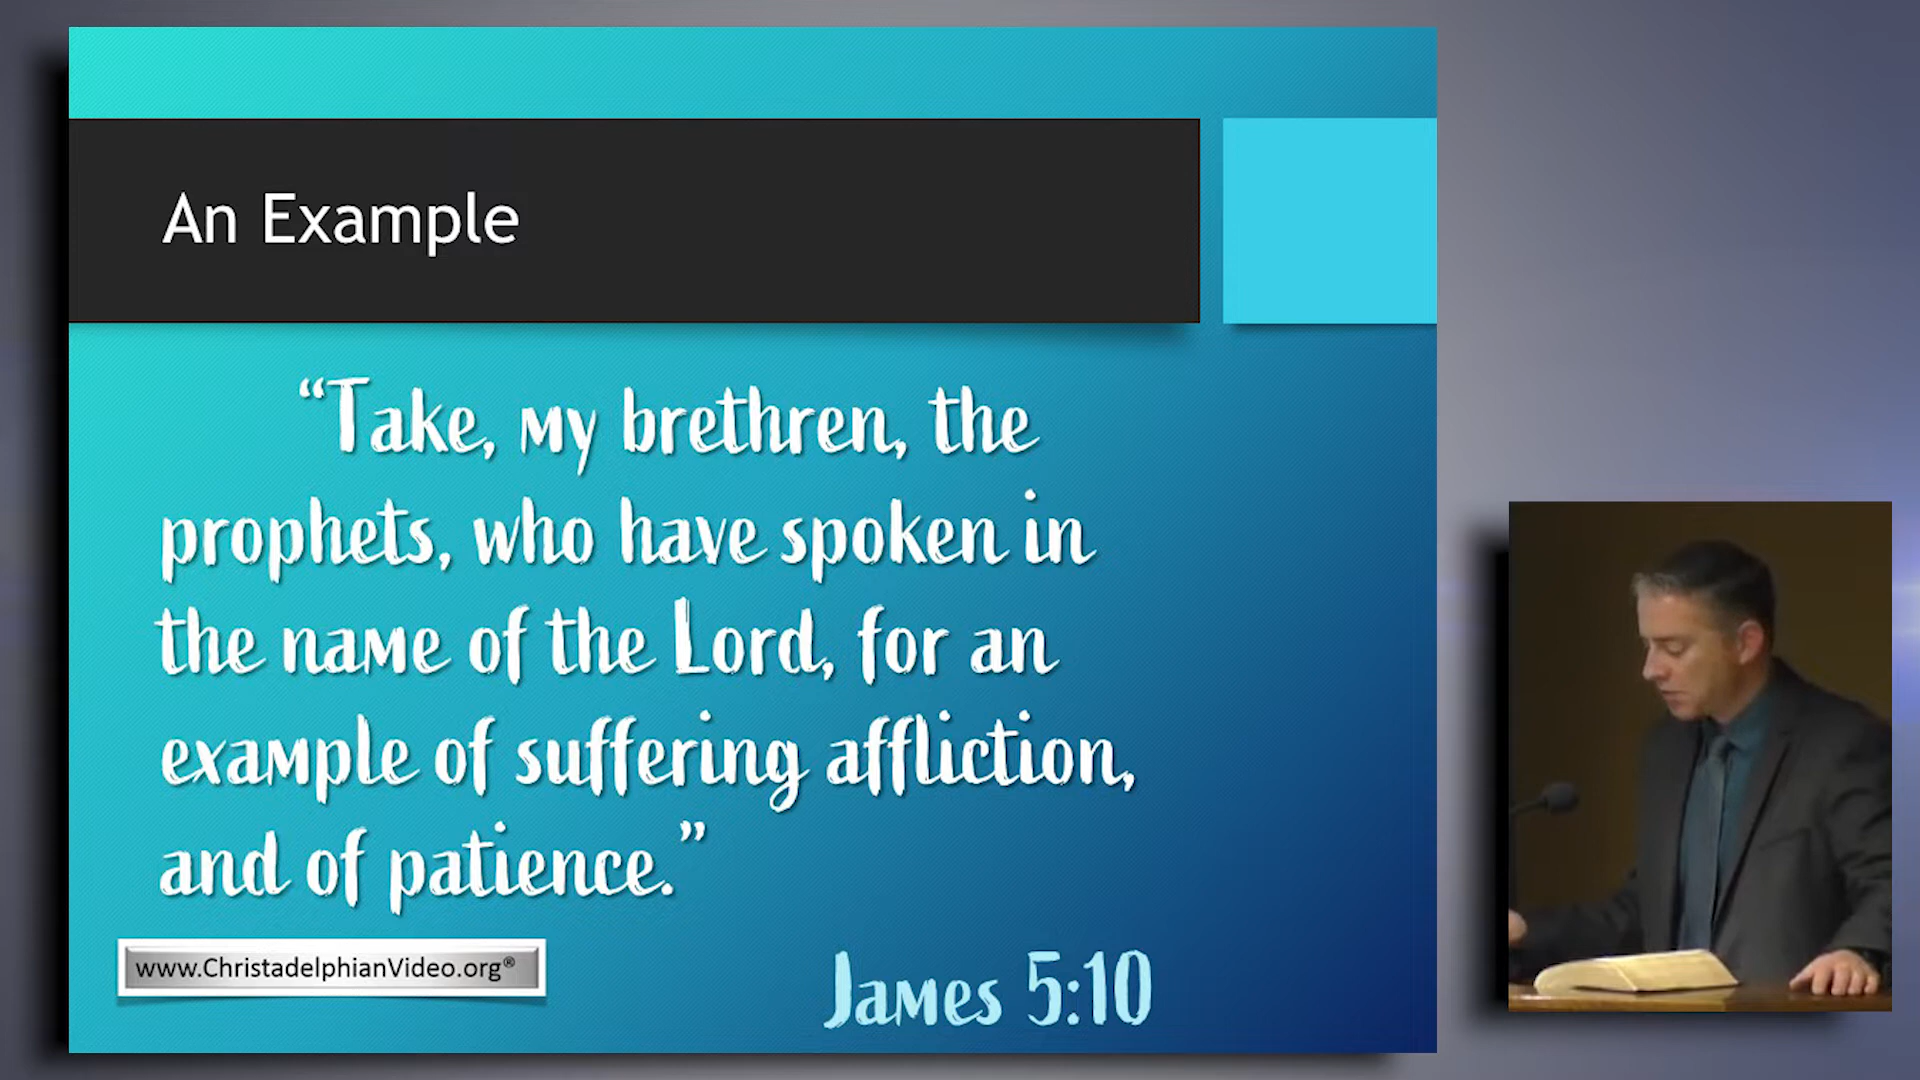 An Example
“Take, my brethren, the
prophets, who have spoken in
the name of the Lord, for an
example of suffering affliction,
and of patience.”
www.ChristadelphianVideo.org®
James 5:10